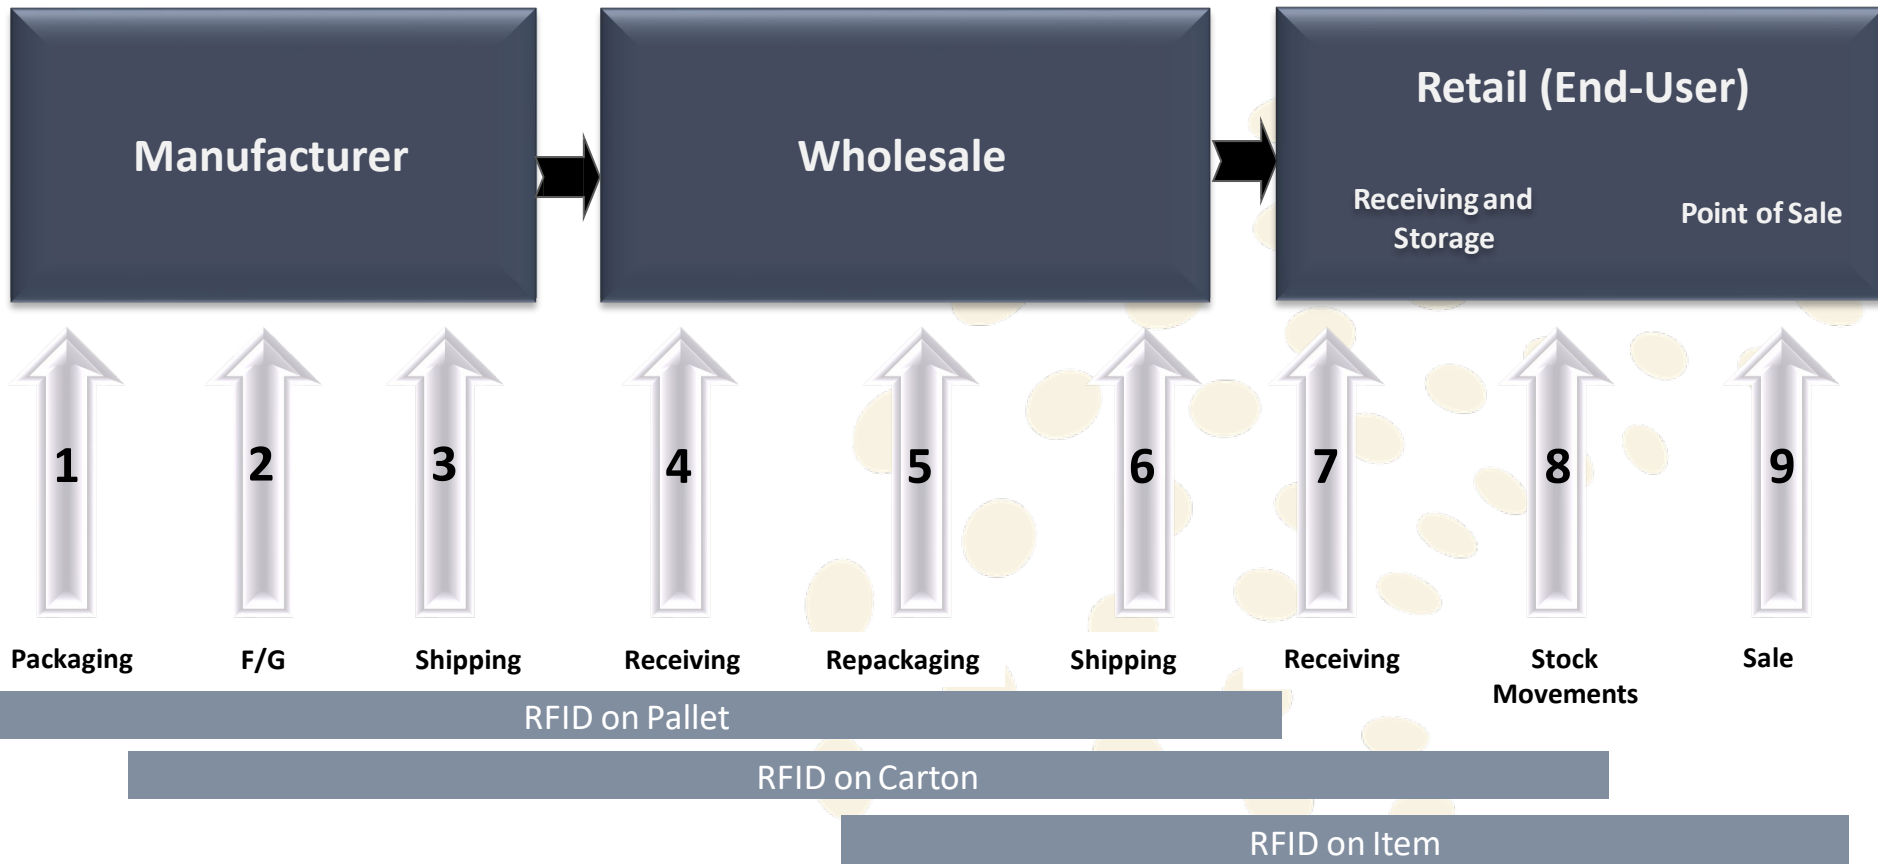 Manufacturer
Wholesale
Retail (End-User)
Receiving and
Storage
Point of Sale
1
2
3
4
5
6
7
8
9
Packaging
F/G
Shipping
Receiving
Repackaging
Shipping
Receiving
Stock
Movements
Sale
RFID on Pallet
RFID on Carton
RFID on Item